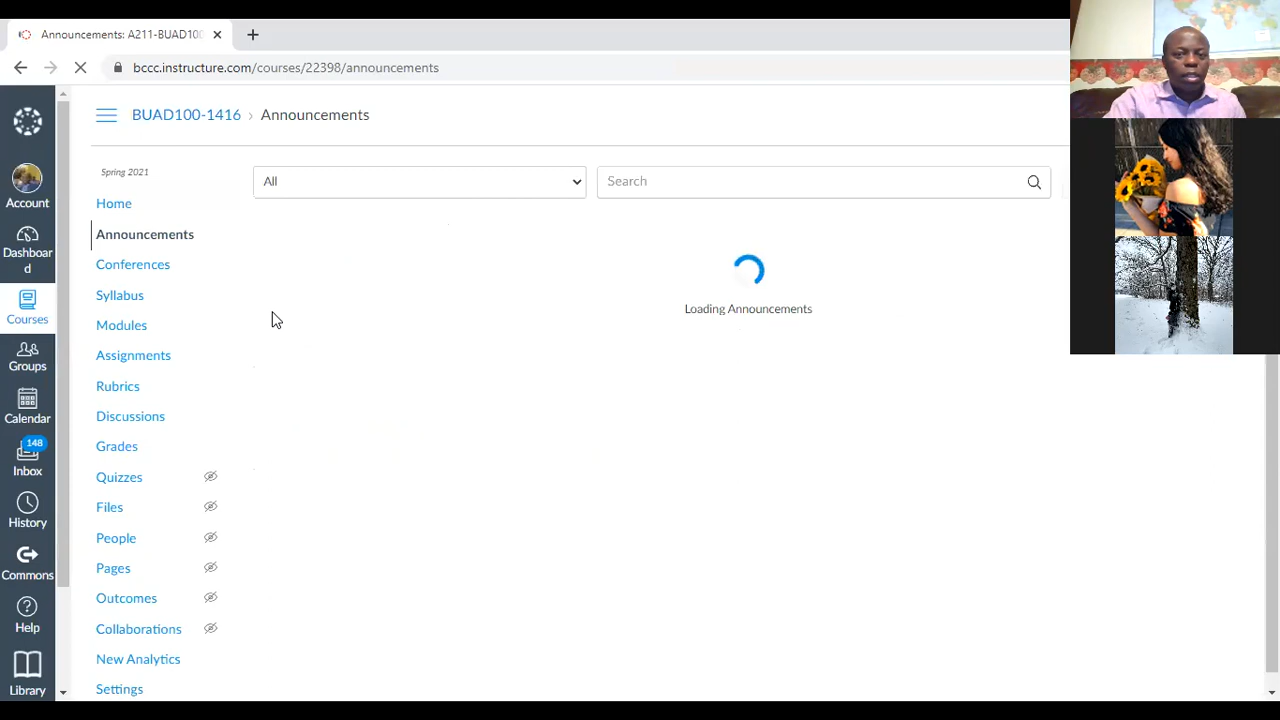 Announcements: A211-BUAD100
bccc.instructure.com/courses/22398/announcements
BUAD100-1416 › Announcements
Spring 2021
All
Search
Home
Announcements
Conferences
Syllabus
Modules
Assignments
Rubrics
Discussions
Grades
Quizzes
Files
People
Pages
Outcomes
Collaborations
New Analytics
Settings
Loading Announcements
Account
Dashboar
d
Courses
Groups
Calendar
148
Inbox
History
Commons
Help
Library